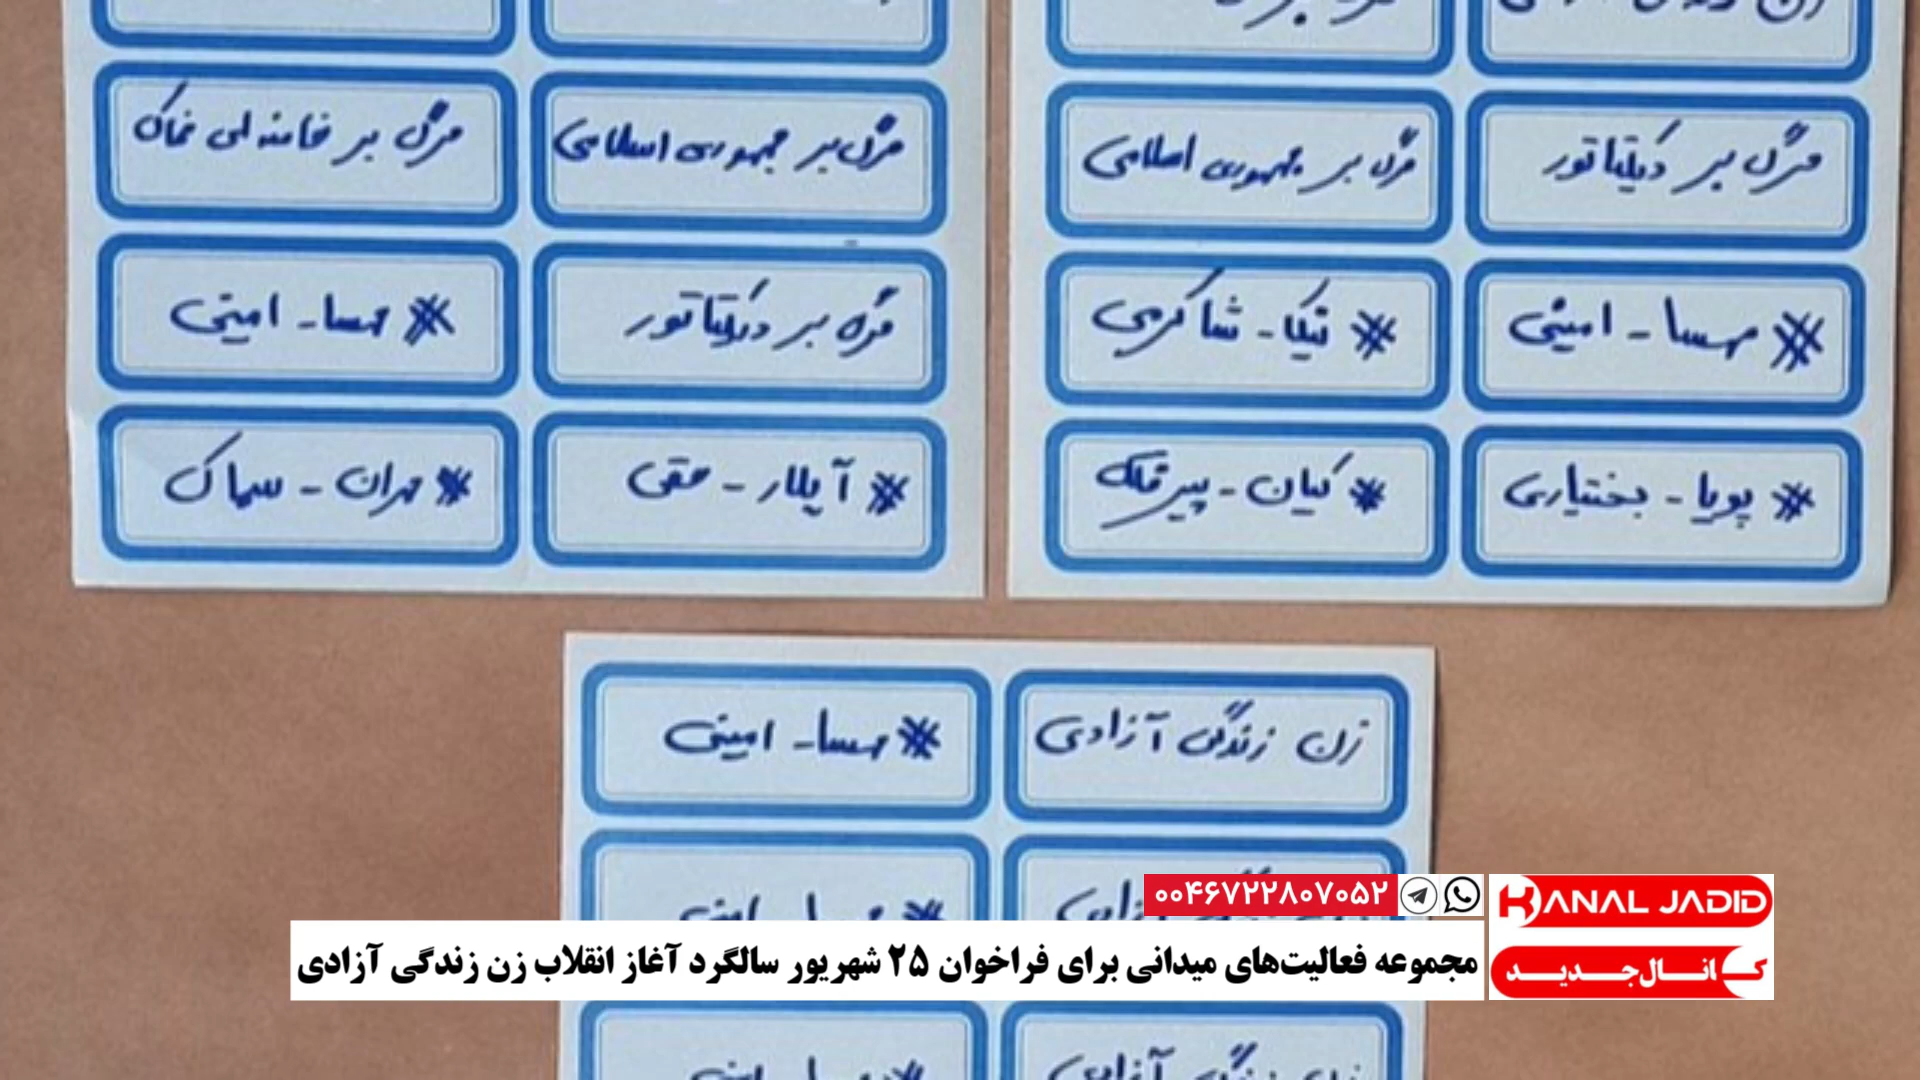 مرگ بر جمهوری اسلامی
مرگ بر خامنه‌ای
#مهسا-امینی
مرگ بر دیکتاتور
#آیلار-حقی
#مهران-سماک
مرگ بر دیکتاتور
مرگ بر جمهوری اسلامی
#مهسا-امینی
#نیکا-شاکرمی
#پویا-بختیاری
#کیان-پیرفلک
زن زندگی آزادی
#مهسا-امینی
۰۰۴۶۷۲۲۸۰۷۰۵۲
KANAL JADID
کانال جدید
مجموعه فعالیت‌های میدانی برای فراخوان ۲۵ شهریور سالگرد آغاز انقلاب زن زندگی آزادی